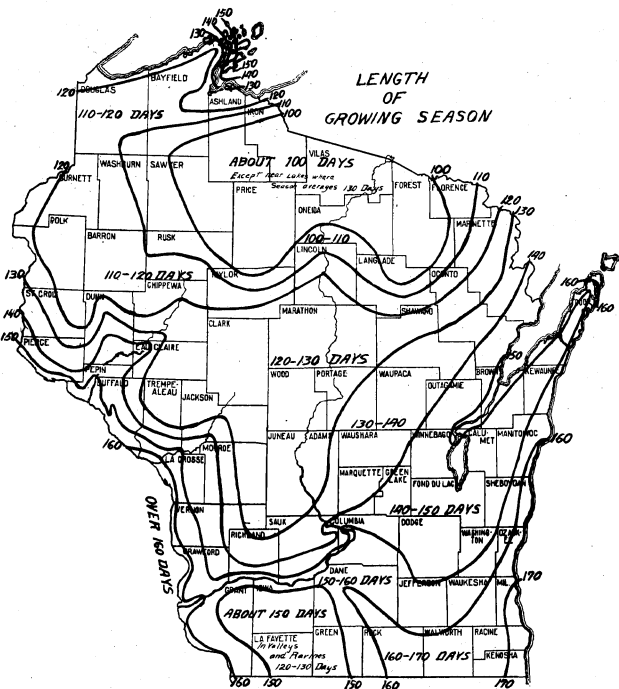 150
140
130
150
140
130
LENGTH
OF
GROWING SEASON
120
DOUGLAS
BAYFIELD
ASHLAND
IRON
120
110
100
110-120 DAYS
VILAS
120
BURNETT
WASHBURN
SAWYER
ABOUT 100 DAYS
Except near Lakes where
Season averages 130 Days
PRICE
ONEIDA
FOREST
FLORENCE
100
110
120
130
MARINETTE
POLK
BARRON
RUSK
100-110
LINCOLN
LANGLADE
OCONTO
140
110-120 DAYS
CHIPPEWA
TAYLOR
130
ST. CROIX
DUNN
140
150
PIERCE
PEPIN
EAU CLAIRE
CLARK
MARATHON
SHAWANO
160
DOOR
160
150
120-130 DAYS
BUFFALO
TREMPE-
ALEAU
JACKSON
WOOD
PORTAGE
WAUPACA
OUTAGAMIE
BROWN
KEWAUNEE
130-140
160
MONROE
LA CROSSE
JUNEAU
ADAMS
WAUSHARA
WINNEBAGO
CALU-
MET
MANITOWOC
160
MARQUETTE
GREEN
LAKE
FOND DU LAC
SHEBOYGAN
OVER 160 DAYS
VERNON
140-150 DAYS
SAUK
COLUMBIA
DODGE
RICHLAND
WASHING-
TON
OZAU-
KEE
CRAWFORD
DANE
150-160 DAYS
JEFFERSON
WAUKESHA
MIL.
170
GRANT
IOWA
ABOUT 150 DAYS
LA FAYETTE
In Valleys
and Ravines
120-130 Days
GREEN
ROCK
WALWORTH
RACINE
160-170 DAYS
KENOSHA
160
150
150
160
170